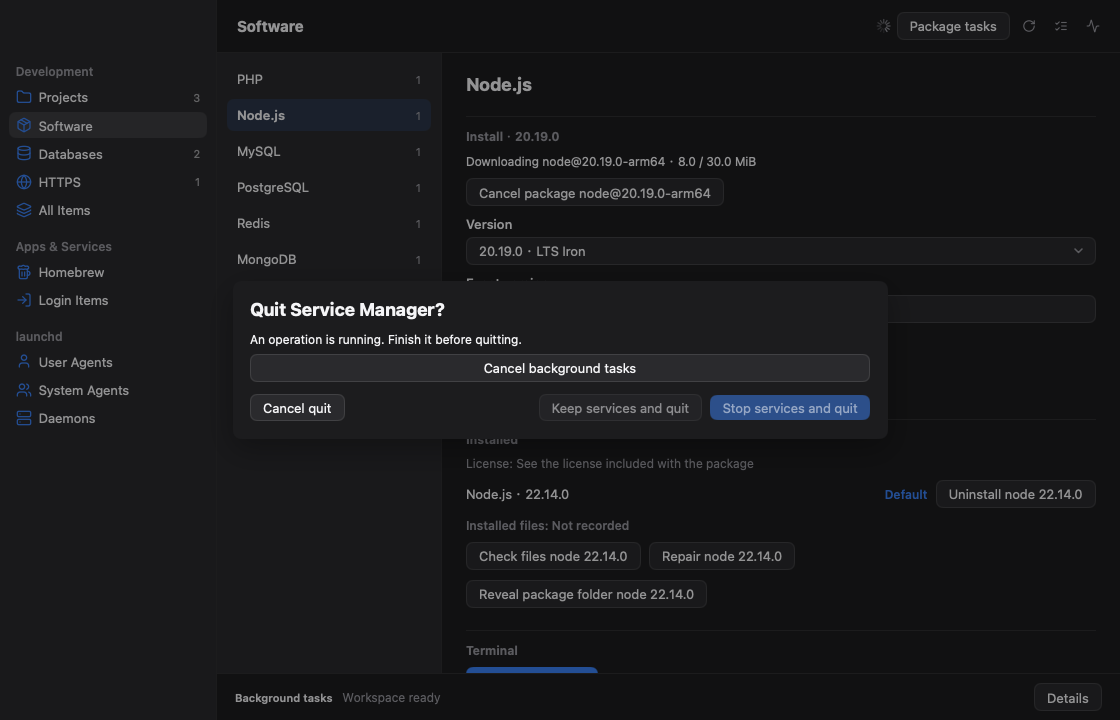 Software
Package tasks
Development
Projects 3
Software
Databases 2
HTTPS 1
All Items
Apps & Services
Homebrew
Login Items
launchd
User Agents
System Agents
Daemons
PHP 1
Node.js 1
MySQL 1
PostgreSQL 1
Redis 1
MongoDB 1
Node.js
Install · 20.19.0
Downloading node@20.19.0-arm64 · 8.0 / 30.0 MiB
Cancel package node@20.19.0-arm64
Version
20.19.0 · LTS Iron
Quit Service Manager?
An operation is running. Finish it before quitting.
Cancel background tasks
Cancel quit
Keep services and quit
Stop services and quit
Installed
License: See the license included with the package
Node.js · 22.14.0
Default
Uninstall node 22.14.0
Installed files: Not recorded
Check files node 22.14.0
Repair node 22.14.0
Reveal package folder node 22.14.0
Terminal
Background tasks
Workspace ready
Details